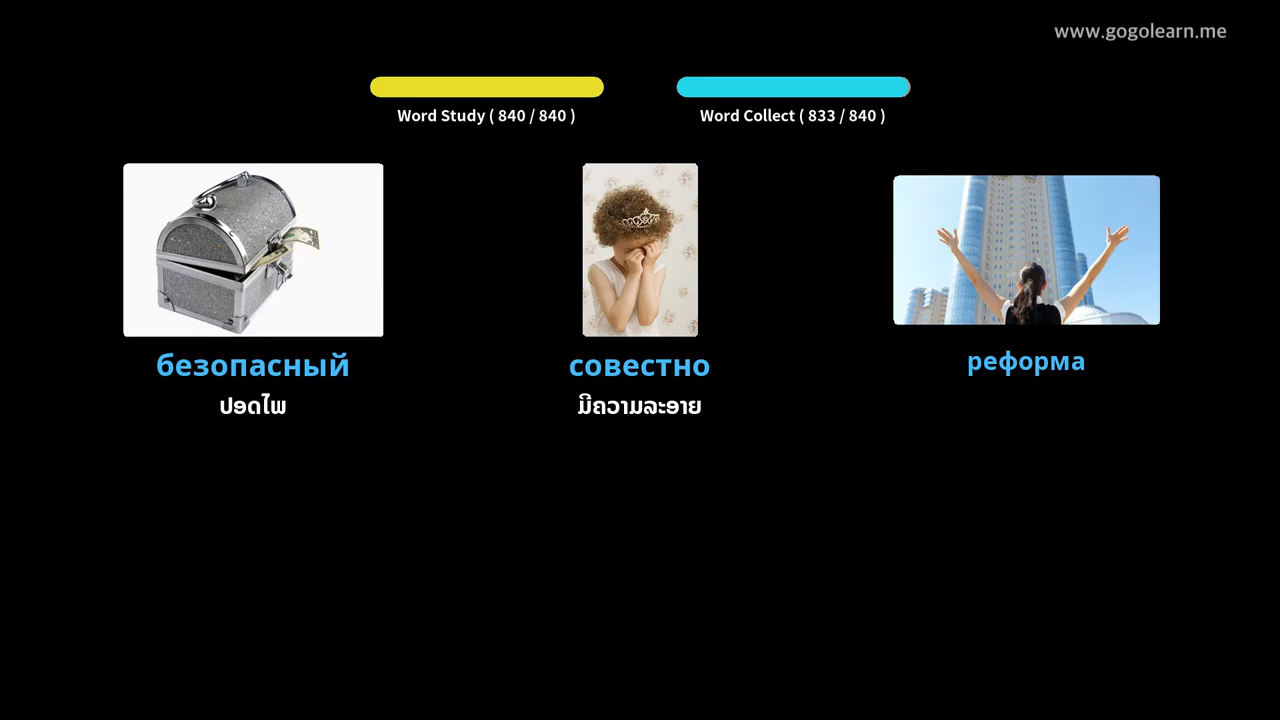 www.gogolearn.me
Word Study ( 840 / 840 )
Word Collect ( 833 / 840 )
безопасный
ປອດໄພ
совестно
ມີຄວາມລະອາຍ
реформа